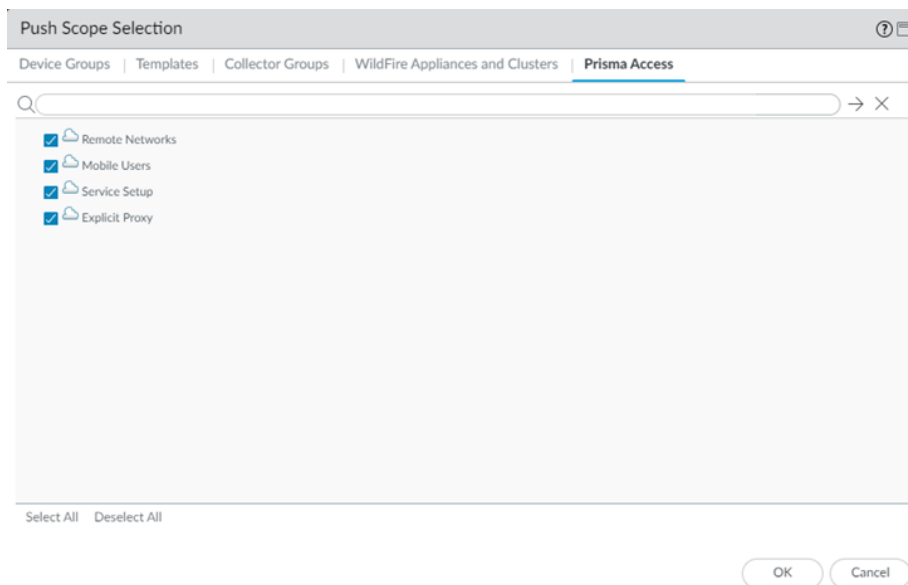 Push Scope Selection
Device Groups | Templates | Collector Groups | WildFire Appliances and Clusters | Prisma Access
Remote Networks
Mobile Users
Service Setup
Explicit Proxy
Select All Deselect All
OK Cancel